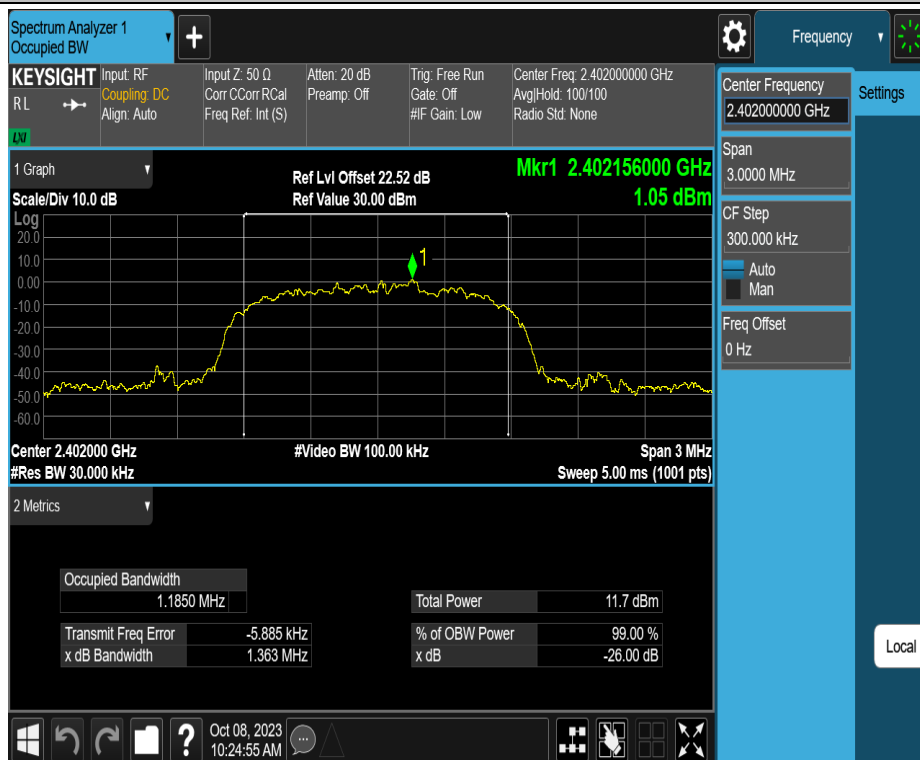 Spectrum Analyzer 1
Occupied BW
+
Frequency
KEYSIGHT
RL
LXI
Input: RF
Coupling: DC
Align: Auto
Input Z: 50 Ω
Corr CCorr RCal
Freq Ref: Int (S)
Atten: 20 dB
Preamp: Off
Trig: Free Run
Gate: Off
#IF Gain: Low
Center Freq: 2.402000000 GHz
Avg|Hold: 100/100
Radio Std: None
Center Frequency
2.402000000 GHz
Settings
Span
3.0000 MHz
CF Step
300.000 kHz
Auto
Man
Freq Offset
0 Hz
1 Graph
Scale/Div 10.0 dB
Ref Lvl Offset 22.52 dB
Ref Value 30.00 dBm
Mkr1 2.402156000 GHz
1.05 dBm
Log
20.0
10.0
0.00
-10.0
-20.0
-30.0
-40.0
-50.0
-60.0
1
Center 2.402000 GHz
#Video BW 100.00 kHz
Span 3 MHz
#Res BW 30.000 kHz
Sweep 5.00 ms (1001 pts)
2 Metrics
Occupied Bandwidth
1.1850 MHz
Total Power 11.7 dBm
Transmit Freq Error -5.885 kHz
% of OBW Power 99.00 %
x dB Bandwidth 1.363 MHz
x dB -26.00 dB
Local
?
Oct 08, 2023
10:24:55 AM